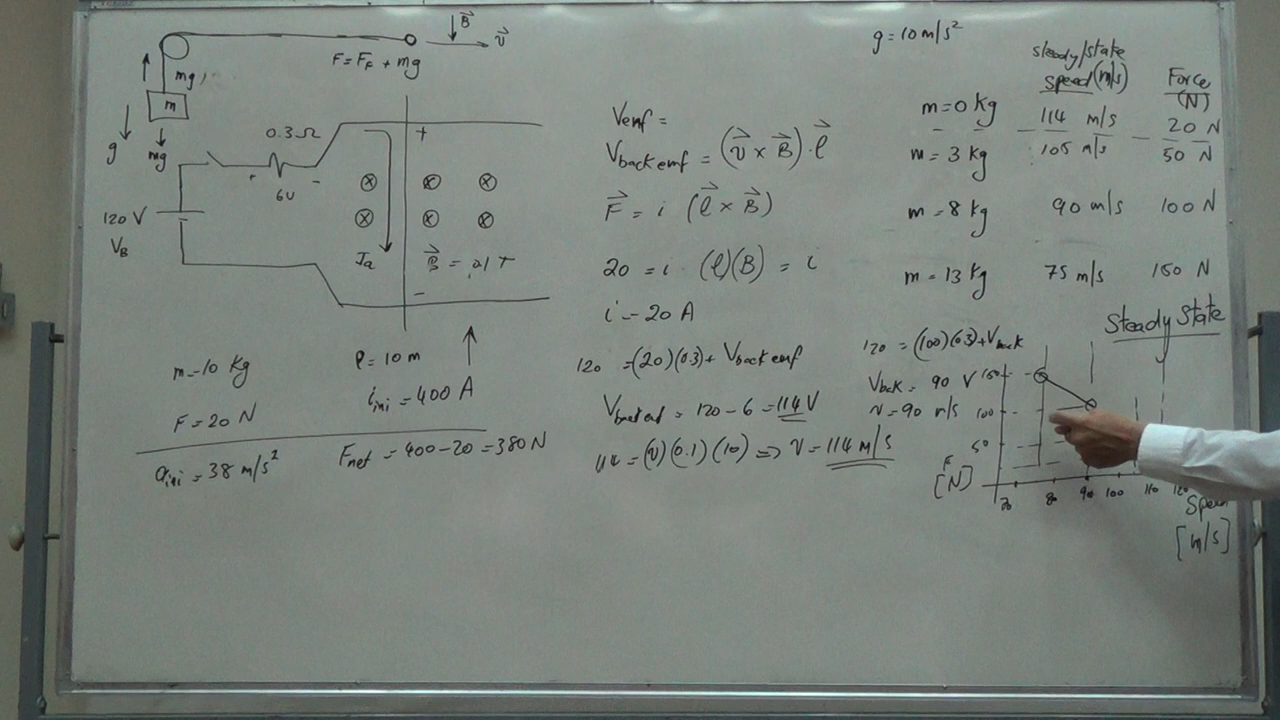 B⃗
v⃗
F = F_F + mg
mg,
m
g
mg
0.3 Ω
+ 6V -
120 V
V_B
+
-
B⃗ = 0.1 T
m = 10 kg
l = 10 m
F = 20 N
i_ini = 400 A
a_ini = 38 m/s²
F_net = 400 - 20 = 380 N
V_emf =
V_back emf = (v⃗ × B⃗) · l⃗
F⃗ = i (l⃗ × B⃗)
20 = i (l)(B) = i
i = 20 A
120 = (20)(0.3) + V_back emf
V_back emf = 120 - 6 = 114 V
114 = (v)(0.1)(10) ⇒ v = 114 m/s
g = 10 m/s²
steady/state
speed (m/s)
Force
(N)
m = 0 kg 114 m/s 20 N
m = 3 kg 105 m/s 50 N
m = 8 kg 90 m/s 100 N
m = 13 kg 75 m/s 150 N
Steady State
120 = (100)(0.3) + V_back
V_back = 90 V
v = 90 m/s
150
100
50
F
[N]
70 80 90 100 110 120
Speed
[m/s]